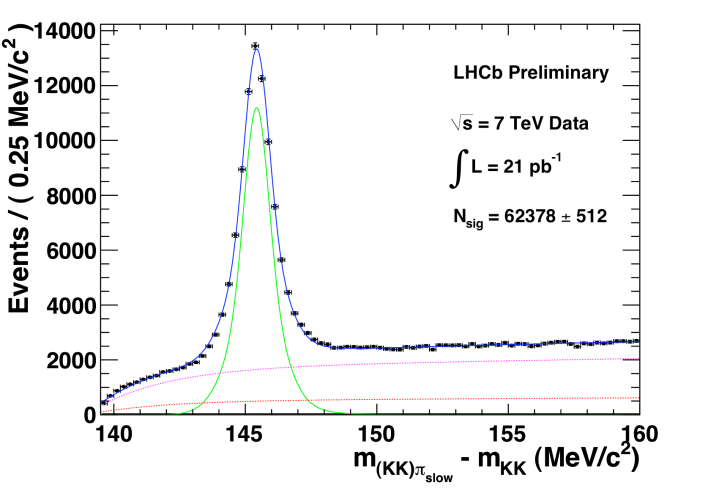 Events / ( 0.25 MeV/c²)
14000
12000
10000
8000
6000
4000
2000
0
LHCb Preliminary
√s = 7 TeV Data
∫ L = 21 pb⁻¹
N_sig = 62378 ± 512
140 145 150 155 160
m_(KK)π_slow - m_KK (MeV/c²)